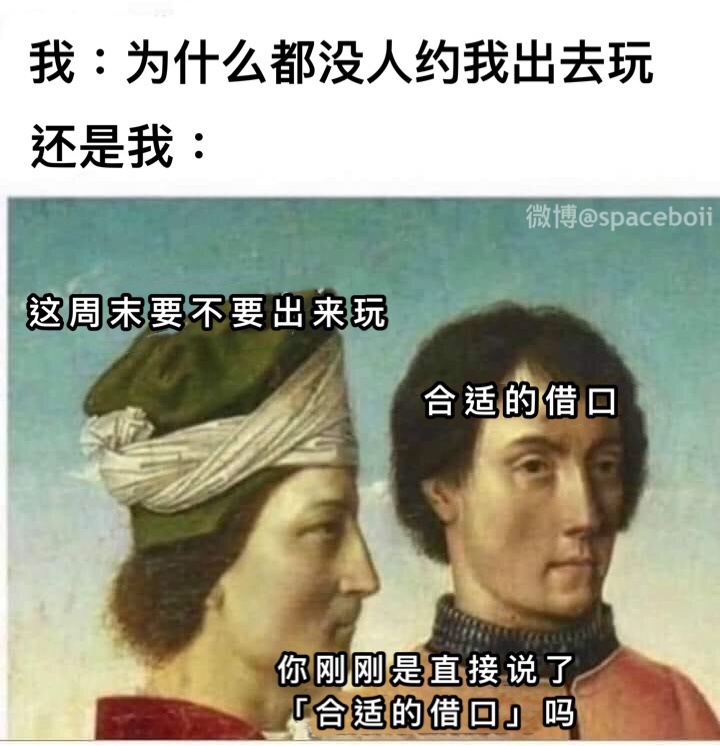 我：为什么都没人约我出去玩
还是我：
微博@spaceboii
这周末要不要出来玩
合适的借口
你刚刚是直接说了
「合适的借口」吗